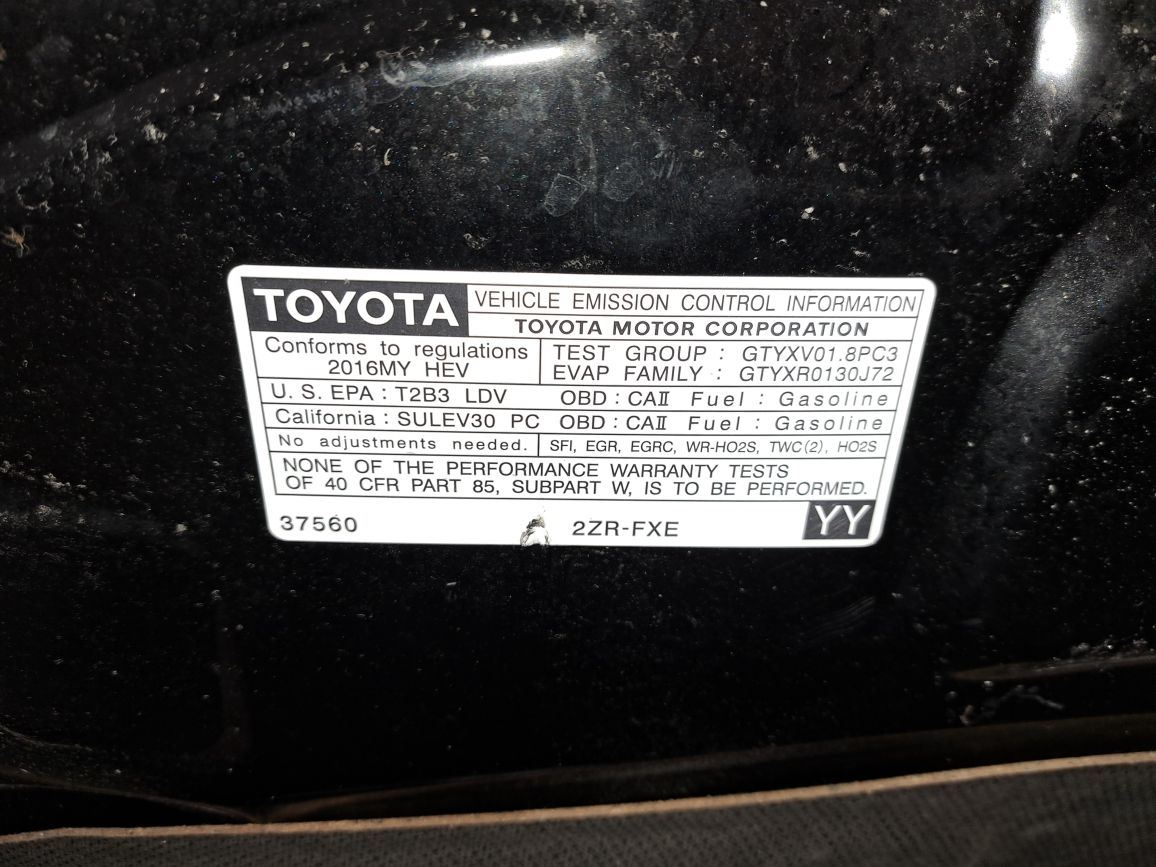 TOYOTA VEHICLE EMISSION CONTROL INFORMATION
TOYOTA MOTOR CORPORATION
Conforms to regulations
2016MY HEV
TEST GROUP : GTYXV01.8PC3
EVAP FAMILY : GTYXR0130J72
U. S. EPA : T2B3 LDV OBD : CAⅡ Fuel : Gasoline
California : SULEV30 PC OBD : CAⅡ Fuel : Gasoline
No adjustments needed. SFI, EGR, EGRC, WR-HO2S, TWC(2), HO2S
NONE OF THE PERFORMANCE WARRANTY TESTS
OF 40 CFR PART 85, SUBPART W, IS TO BE PERFORMED.
37560 2ZR-FXE YY